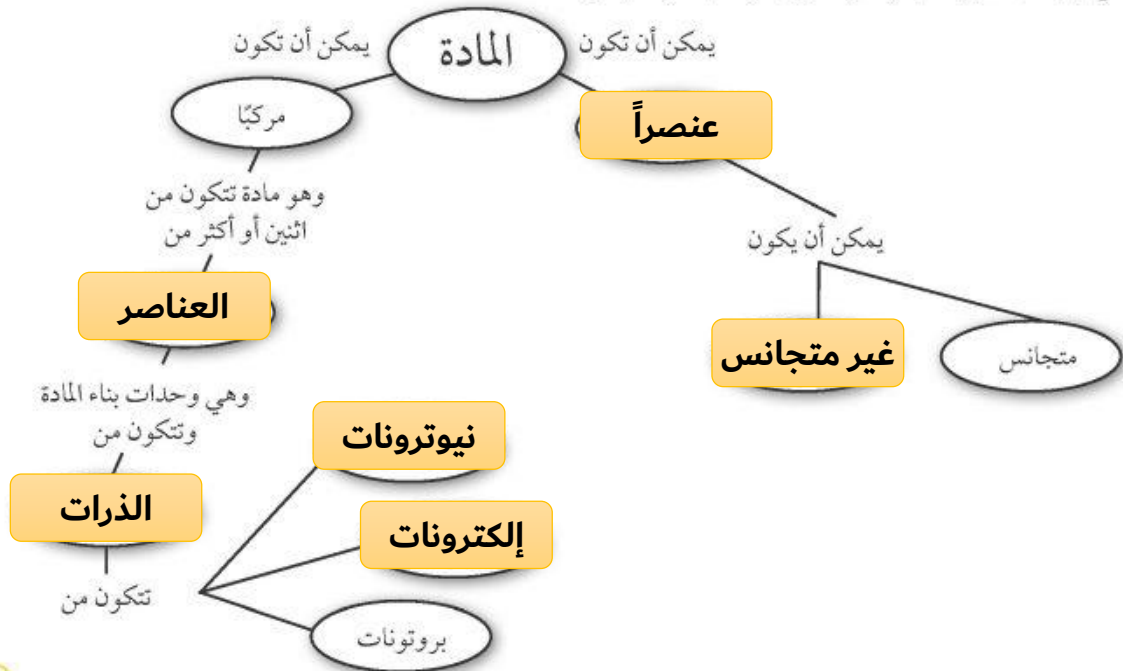 المادة
يمكن أن تكون
يمكن أن تكون
عنصراً
مركبًا
يمكن أن يكون
متجانس
غير متجانس
وهو مادة تتكون من
اثنين أو أكثر من
العناصر
وهي وحدات بناء المادة
وتتكون من
الذرات
تتكون من
نيوترونات
إلكترونات
بروتونات